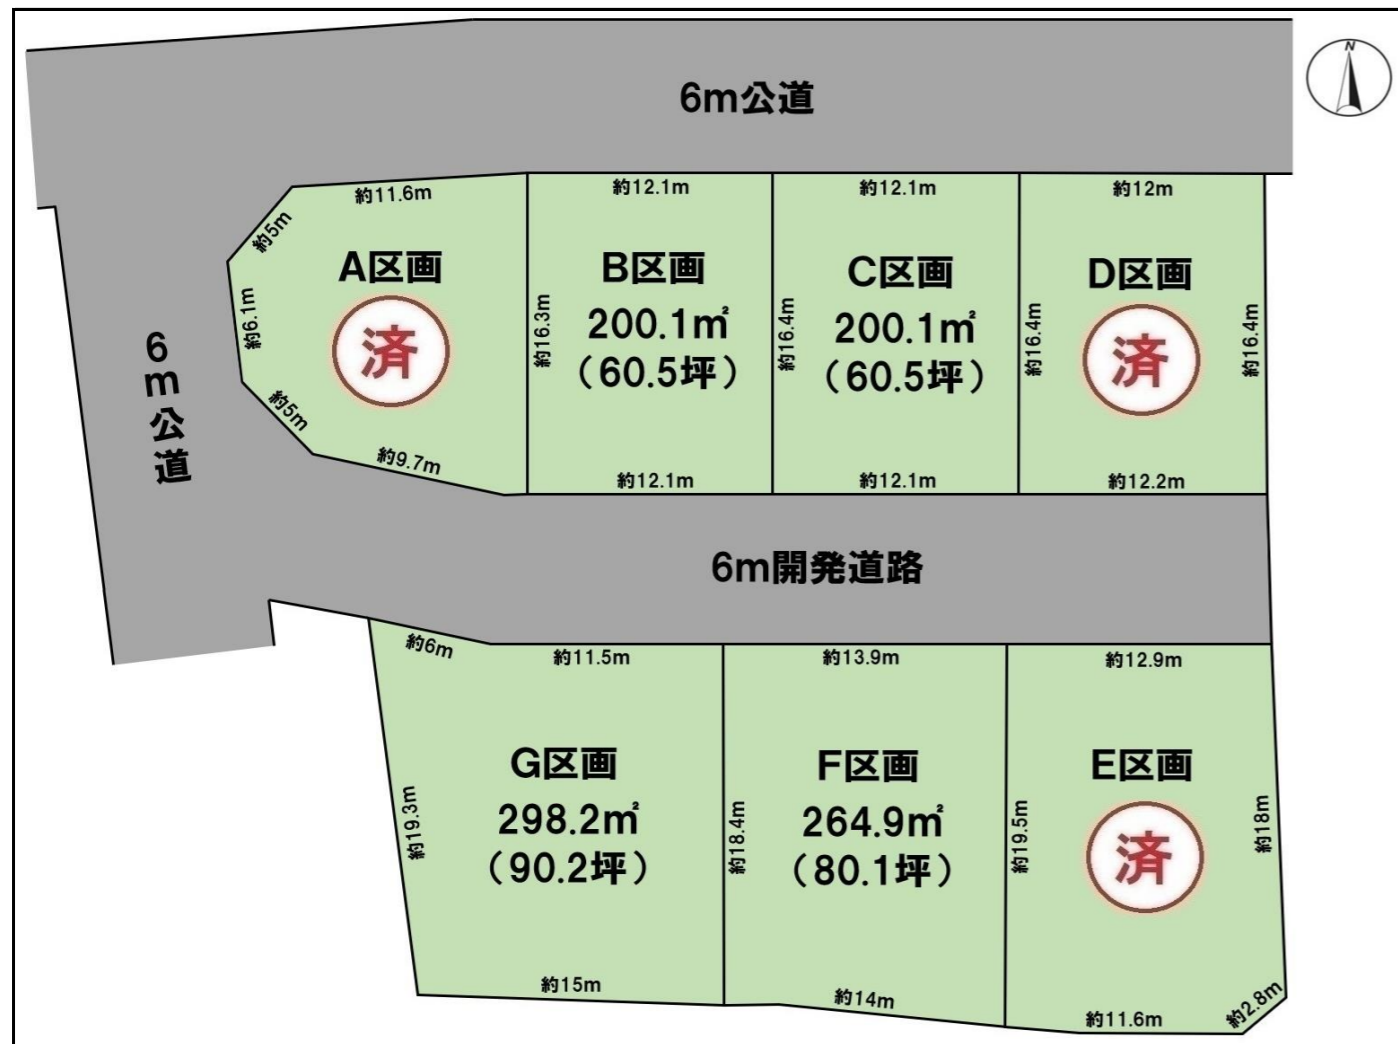 N
6m公道
6m公道
約11.6m
約5m
約6.1m
約5m
約9.7m
A区画
済
約12.1m
約16.3m
B区画
200.1㎡
（60.5坪）
約12.1m
約12.1m
約16.4m
C区画
200.1㎡
（60.5坪）
約12.1m
約12m
約16.4m
D区画
済
約16.4m
約12.2m
6m開発道路
約6m
約11.5m
約19.3m
G区画
298.2㎡
（90.2坪）
約15m
約13.9m
約18.4m
F区画
264.9㎡
（80.1坪）
約14m
約12.9m
約19.5m
E区画
済
約18m
約11.6m
約2.8m